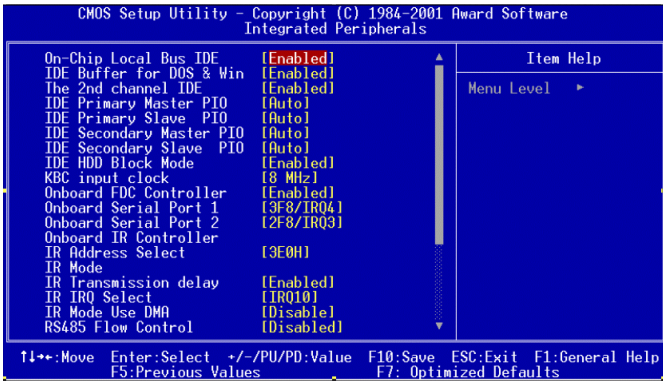 CMOS Setup Utility - Copyright (C) 1984-2001 Award Software
Integrated Peripherals
On-Chip Local Bus IDE [Enabled]
IDE Buffer for DOS & Win [Enabled]
The 2nd channel IDE [Enabled]
IDE Primary Master PIO [Auto]
IDE Primary Slave PIO [Auto]
IDE Secondary Master PIO [Auto]
IDE Secondary Slave PIO [Auto]
IDE HDD Block Mode [Enabled]
KBC input clock [8 MHz]
Onboard FDC Controller [Enabled]
Onboard Serial Port 1 [3F8/IRQ4]
Onboard Serial Port 2 [2F8/IRQ3]
Onboard IR Controller
IR Address Select [3E0H]
IR Mode
IR Transmission delay [Enabled]
IR IRQ Select [IRQ10]
IR Mode Use DMA [Disable]
RS485 Flow Control [Disabled]
Item Help
Menu Level ▶
↑↓→←:Move Enter:Select +/-/PU/PD:Value F10:Save ESC:Exit F1:General Help
F5:Previous Values F7: Optimized Defaults